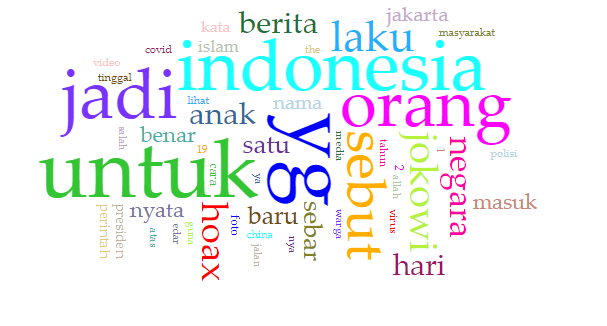 jakarta
kata
berita
laku
masyarakat
covid
islam
the
video
tinggal
indonesia
jadi
lihat
anak
nama
orang
benar
satu
yg
sebut
media
tahun
jokowi
1
negara
polisi
salah
19
untuk
cara
ya
2
allah
masuk
perintah
presiden
nyata
atas
edar
guna
hoax
foto
baru
china
jalan
nya
sebar
warga
virus
hari